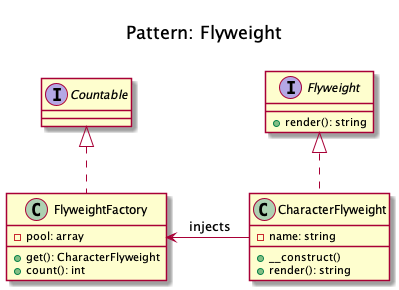 Pattern: Flyweight
I Countable
I Flyweight
render(): string
C FlyweightFactory
pool: array
get(): CharacterFlyweight
count(): int
injects
C CharacterFlyweight
name: string
__construct()
render(): string